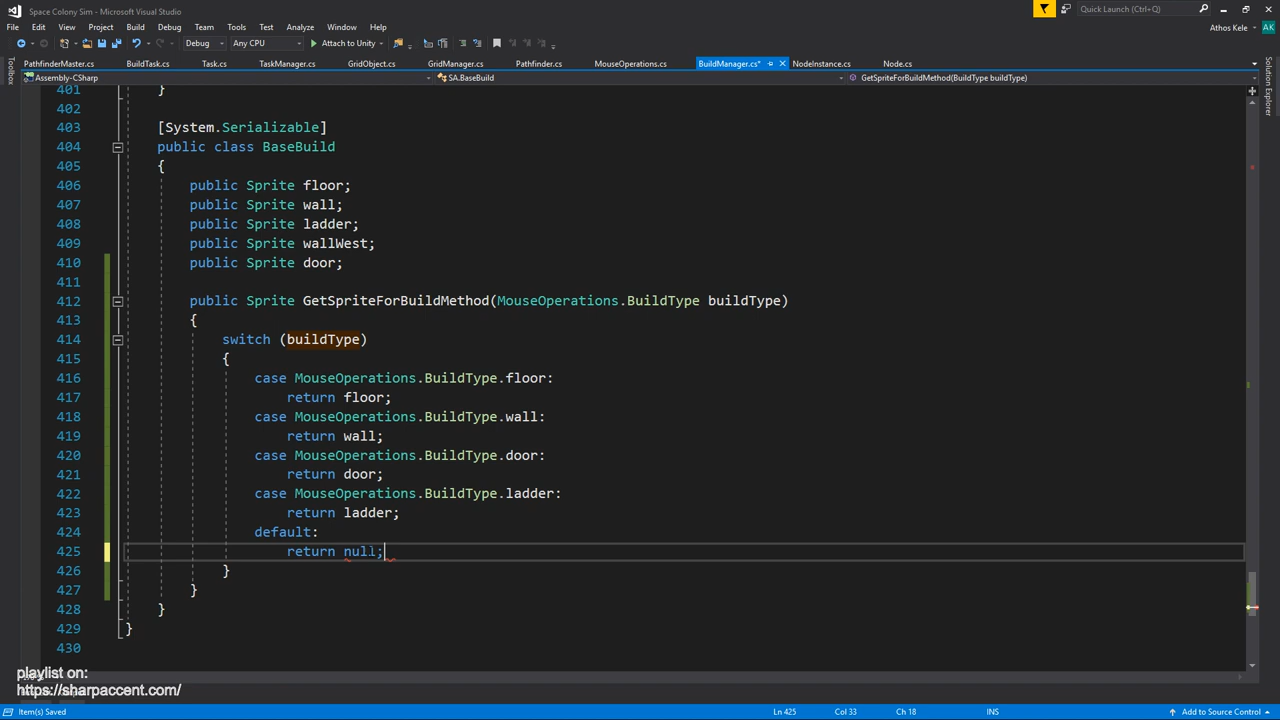 Space Colony Sim - Microsoft Visual Studio
Quick Launch (Ctrl+Q)
File Edit View Project Build Debug Team Tools Test Analyze Window Help
Athos Kele AK
Debug Any CPU Attach to Unity
PathfinderMaster.cs BuildTask.cs Task.cs TaskManager.cs GridObject.cs GridManager.cs Pathfinder.cs MouseOperations.cs BuildManager.cs* NodeInstance.cs Node.cs
Assembly-CSharp SA.BaseBuild GetSpriteForBuildMethod(BuildType buildType)
Toolbox
Solution Explorer
401 }
402
403 [System.Serializable]
404 public class BaseBuild
405 {
406 public Sprite floor;
407 public Sprite wall;
408 public Sprite ladder;
409 public Sprite wallWest;
410 public Sprite door;
411
412 public Sprite GetSpriteForBuildMethod(MouseOperations.BuildType buildType)
413 {
414 switch (buildType)
415 {
416 case MouseOperations.BuildType.floor:
417 return floor;
418 case MouseOperations.BuildType.wall:
419 return wall;
420 case MouseOperations.BuildType.door:
421 return door;
422 case MouseOperations.BuildType.ladder:
423 return ladder;
424 default:
425 return null;
426 }
427 }
428 }
429 }
430
playlist on:
https://sharpaccent.com/
Item(s) Saved Ln 425 Col 33 Ch 18 INS Add to Source Control